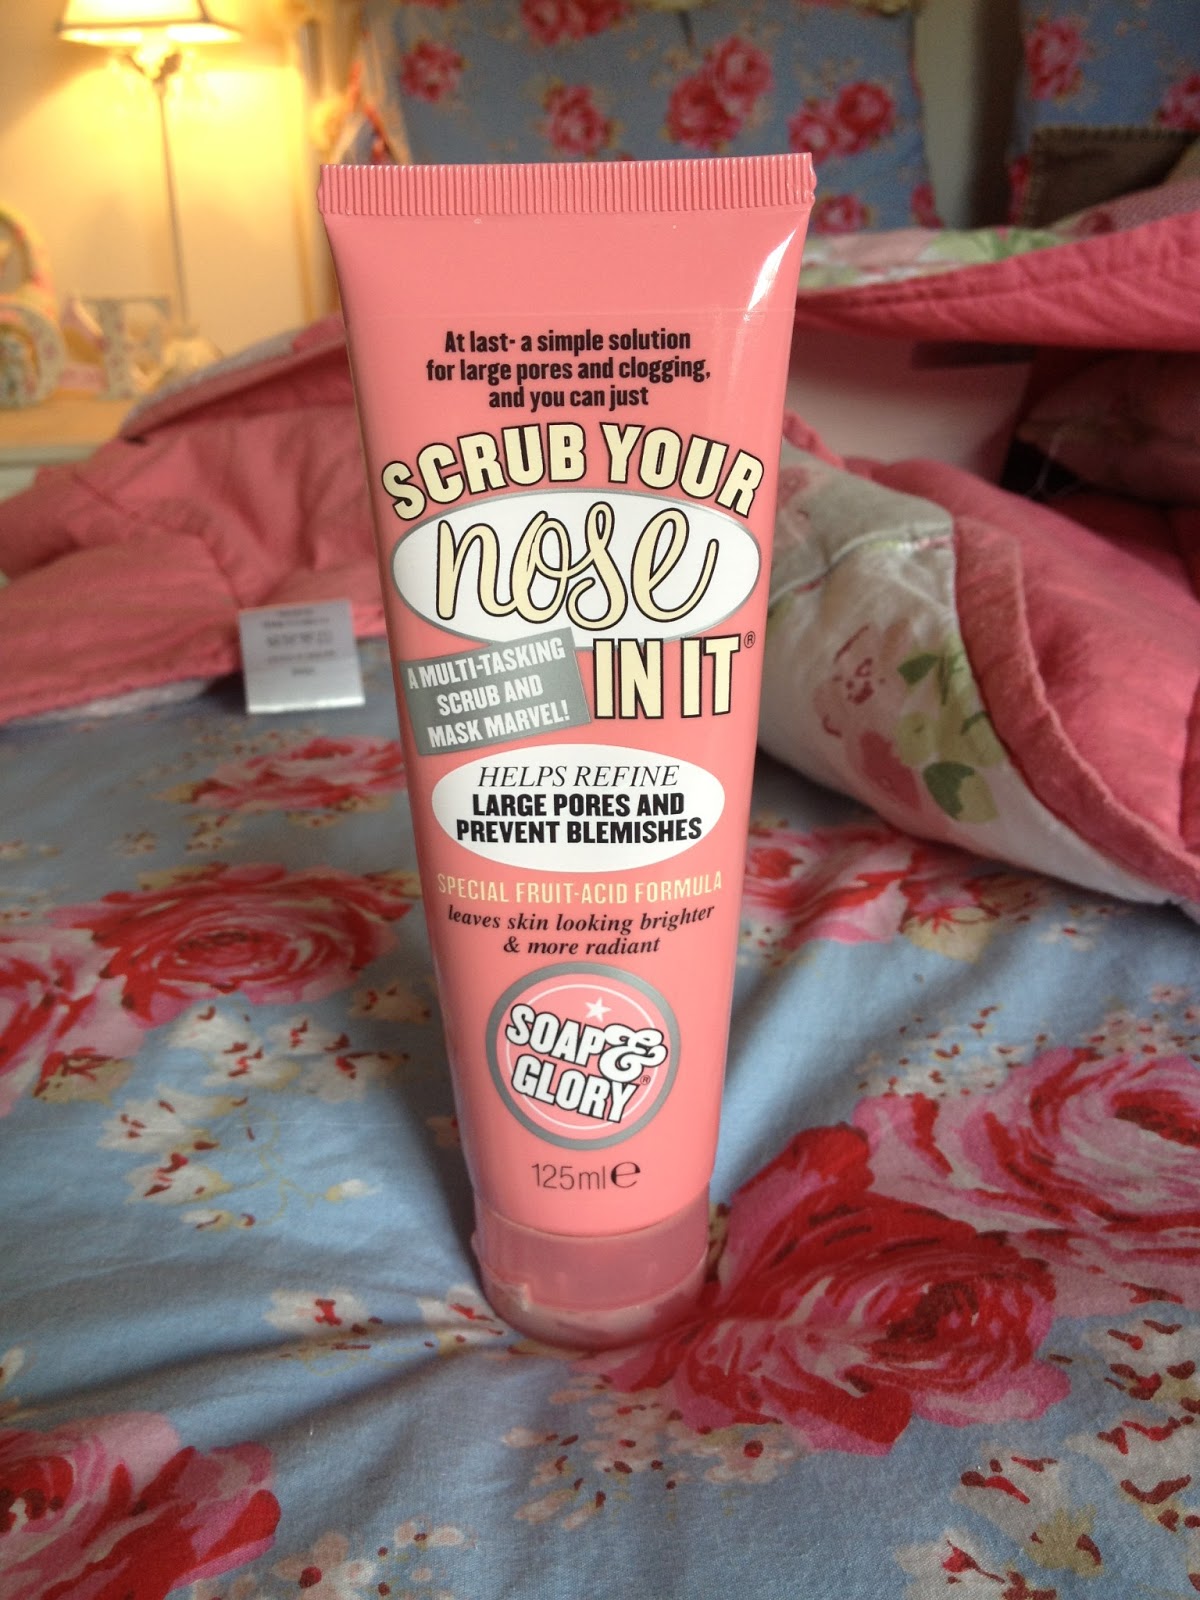 At last- a simple solution
for large pores and clogging,
and you can just
SCRUB YOUR
nose
IN IT®
A MULTI-TASKING
SCRUB AND
MASK MARVEL!
HELPS REFINE
LARGE PORES AND
PREVENT BLEMISHES
SPECIAL FRUIT-ACID FORMULA
leaves skin looking brighter
& more radiant
SOAP&
GLORY®
125ml℮